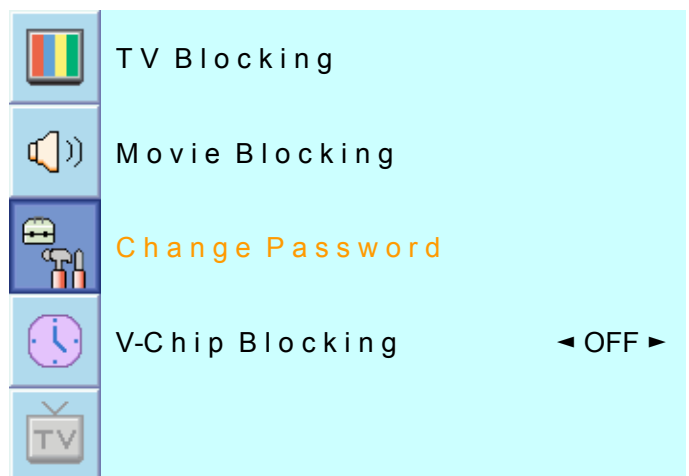 TV Blocking
Movie Blocking
Change Password
V-Chip Blocking ◄ OFF ►
TV